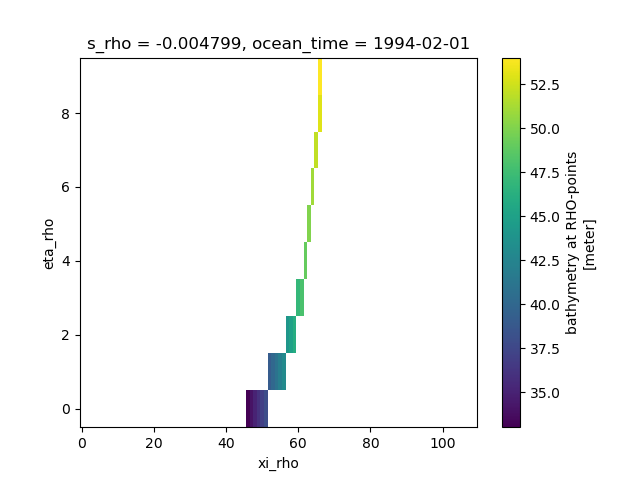 s_rho = -0.004799, ocean_time = 1994-02-01
eta_rho
8
6
4
2
0
0 20 40 60 80 100
xi_rho
52.5
50.0
47.5
45.0
42.5
40.0
37.5
35.0
bathymetry at RHO-points
[meter]